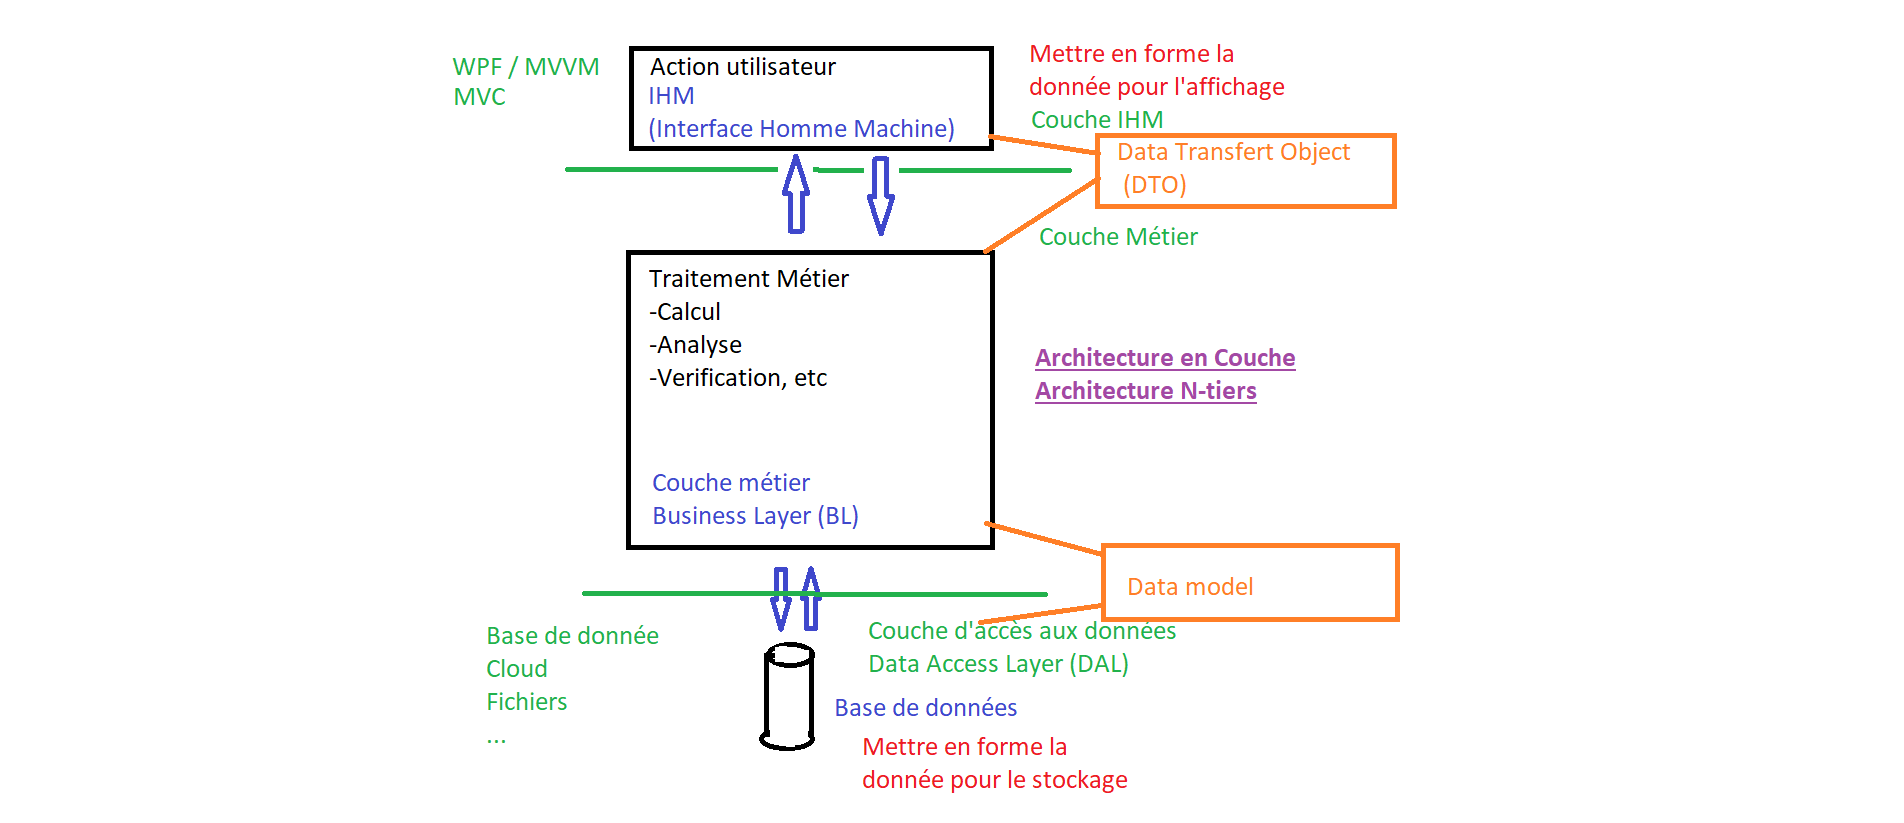 WPF / MVVM
MVC
Action utilisateur
IHM
(Interface Homme Machine)
Mettre en forme la
donnée pour l'affichage
Couche IHM
Data Transfert Object
(DTO)
Couche Métier
Traitement Métier
-Calcul
-Analyse
-Verification, etc
Couche métier
Business Layer (BL)
Architecture en Couche
Architecture N-tiers
Data model
Base de donnée
Cloud
Fichiers
...
Couche d'accès aux données
Data Access Layer (DAL)
Base de données
Mettre en forme la
donnée pour le stockage